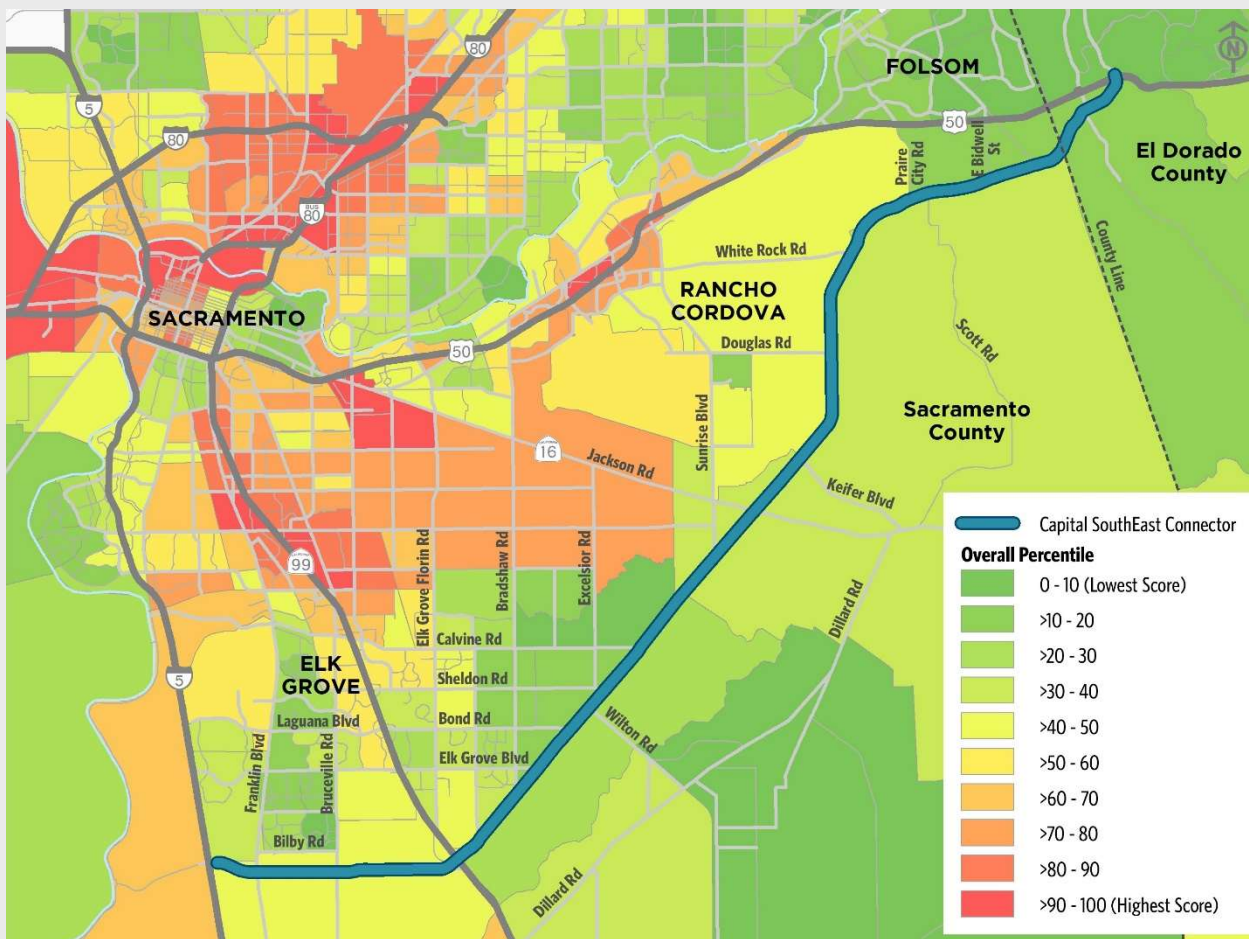 80
N
FOLSOM
5
50
80
Praire
City Rd
E Bidwell
St
El Dorado
County
BUS
80
County Line
White Rock Rd
RANCHO
CORDOVA
SACRAMENTO
Douglas Rd
50
Scott Rd
Sunrise Blvd
Sacramento
County
16
Jackson Rd
Keifer Blvd
99
Elk Grove Florin Rd
Bradshaw Rd
Excelsior Rd
Dillard Rd
Calvine Rd
ELK
GROVE
Sheldon Rd
5
Laguana Blvd
Bond Rd
Wilton Rd
Franklin Blvd
Bruceville Rd
Elk Grove Blvd
Bilby Rd
Dillard Rd
Capital SouthEast Connector
Overall Percentile
0 - 10 (Lowest Score)
>10 - 20
>20 - 30
>30 - 40
>40 - 50
>50 - 60
>60 - 70
>70 - 80
>80 - 90
>90 - 100 (Highest Score)